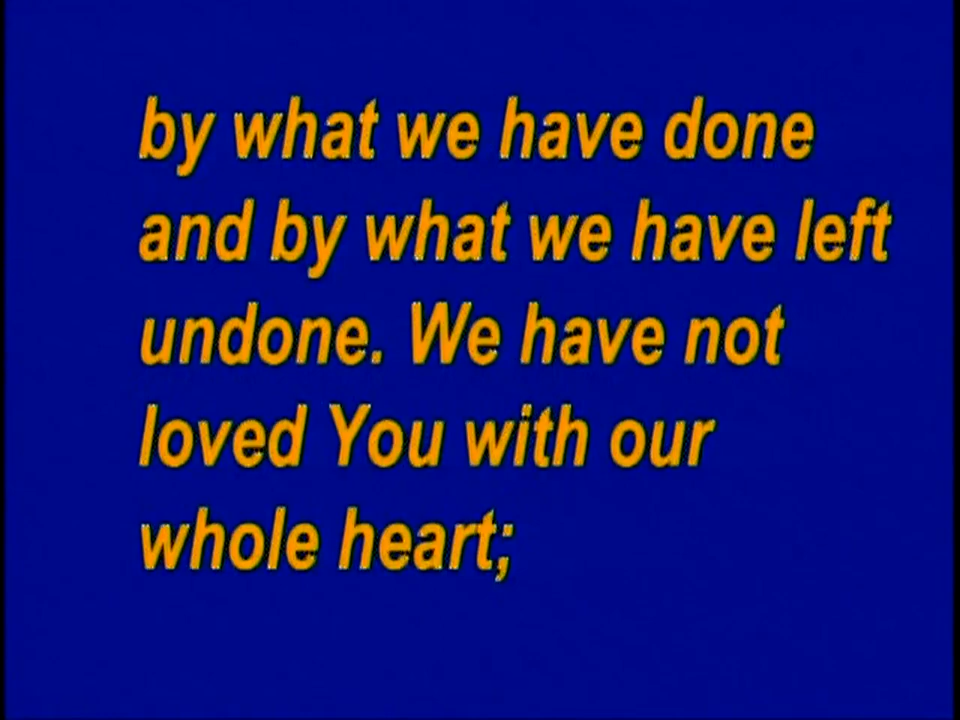 by what we have done
and by what we have left
undone. We have not
loved You with our
whole heart;